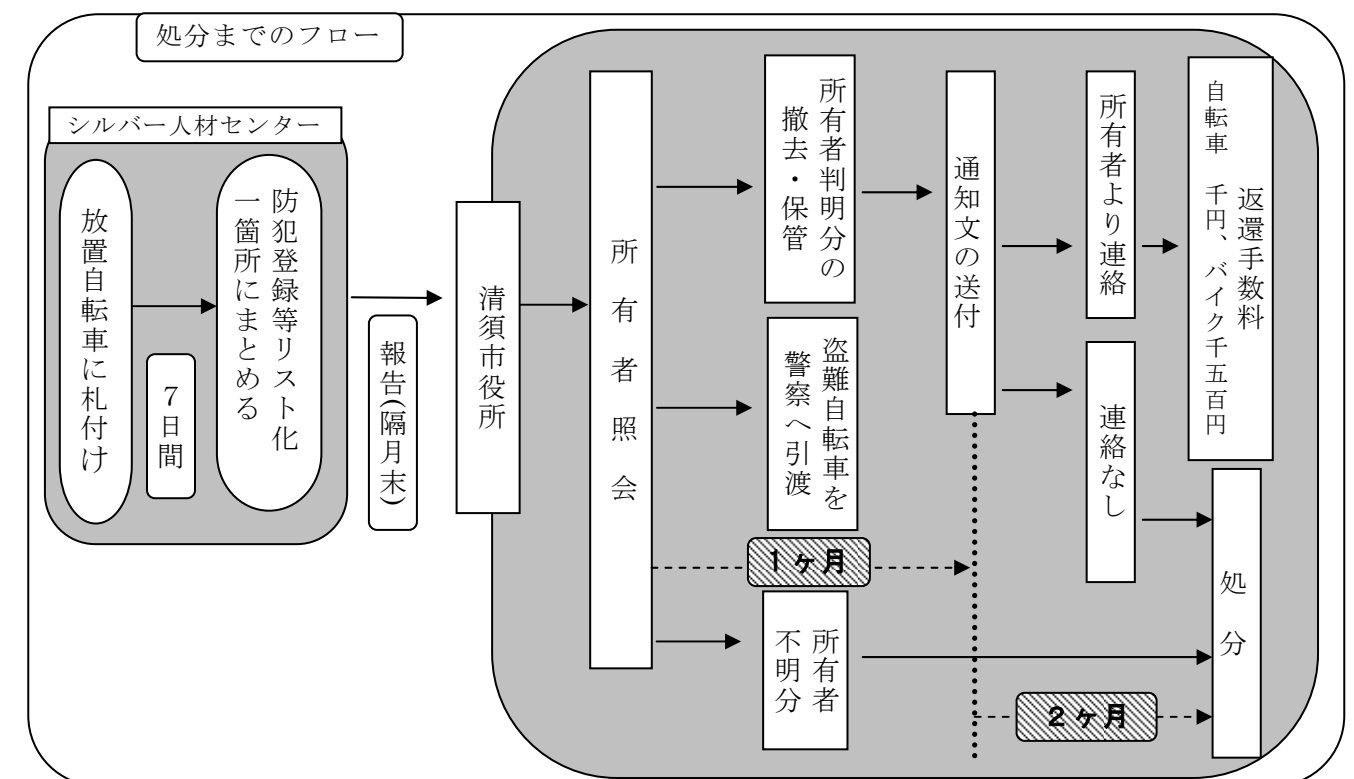 処分までのフロー
シルバー人材センター
放置自転車に札付け
7日間
防犯登録等リスト化
一箇所にまとめる
報告(隔月末)
清須市役所
所有者照会
所有者判明分の
撤去・保管
盗難自転車を
警察へ引渡
1ヶ月
所有者
不明分
通知文の送付
所有者より連絡
連絡なし
返還手数料
自転車 千円、バイク千五百円
処分
2ヶ月